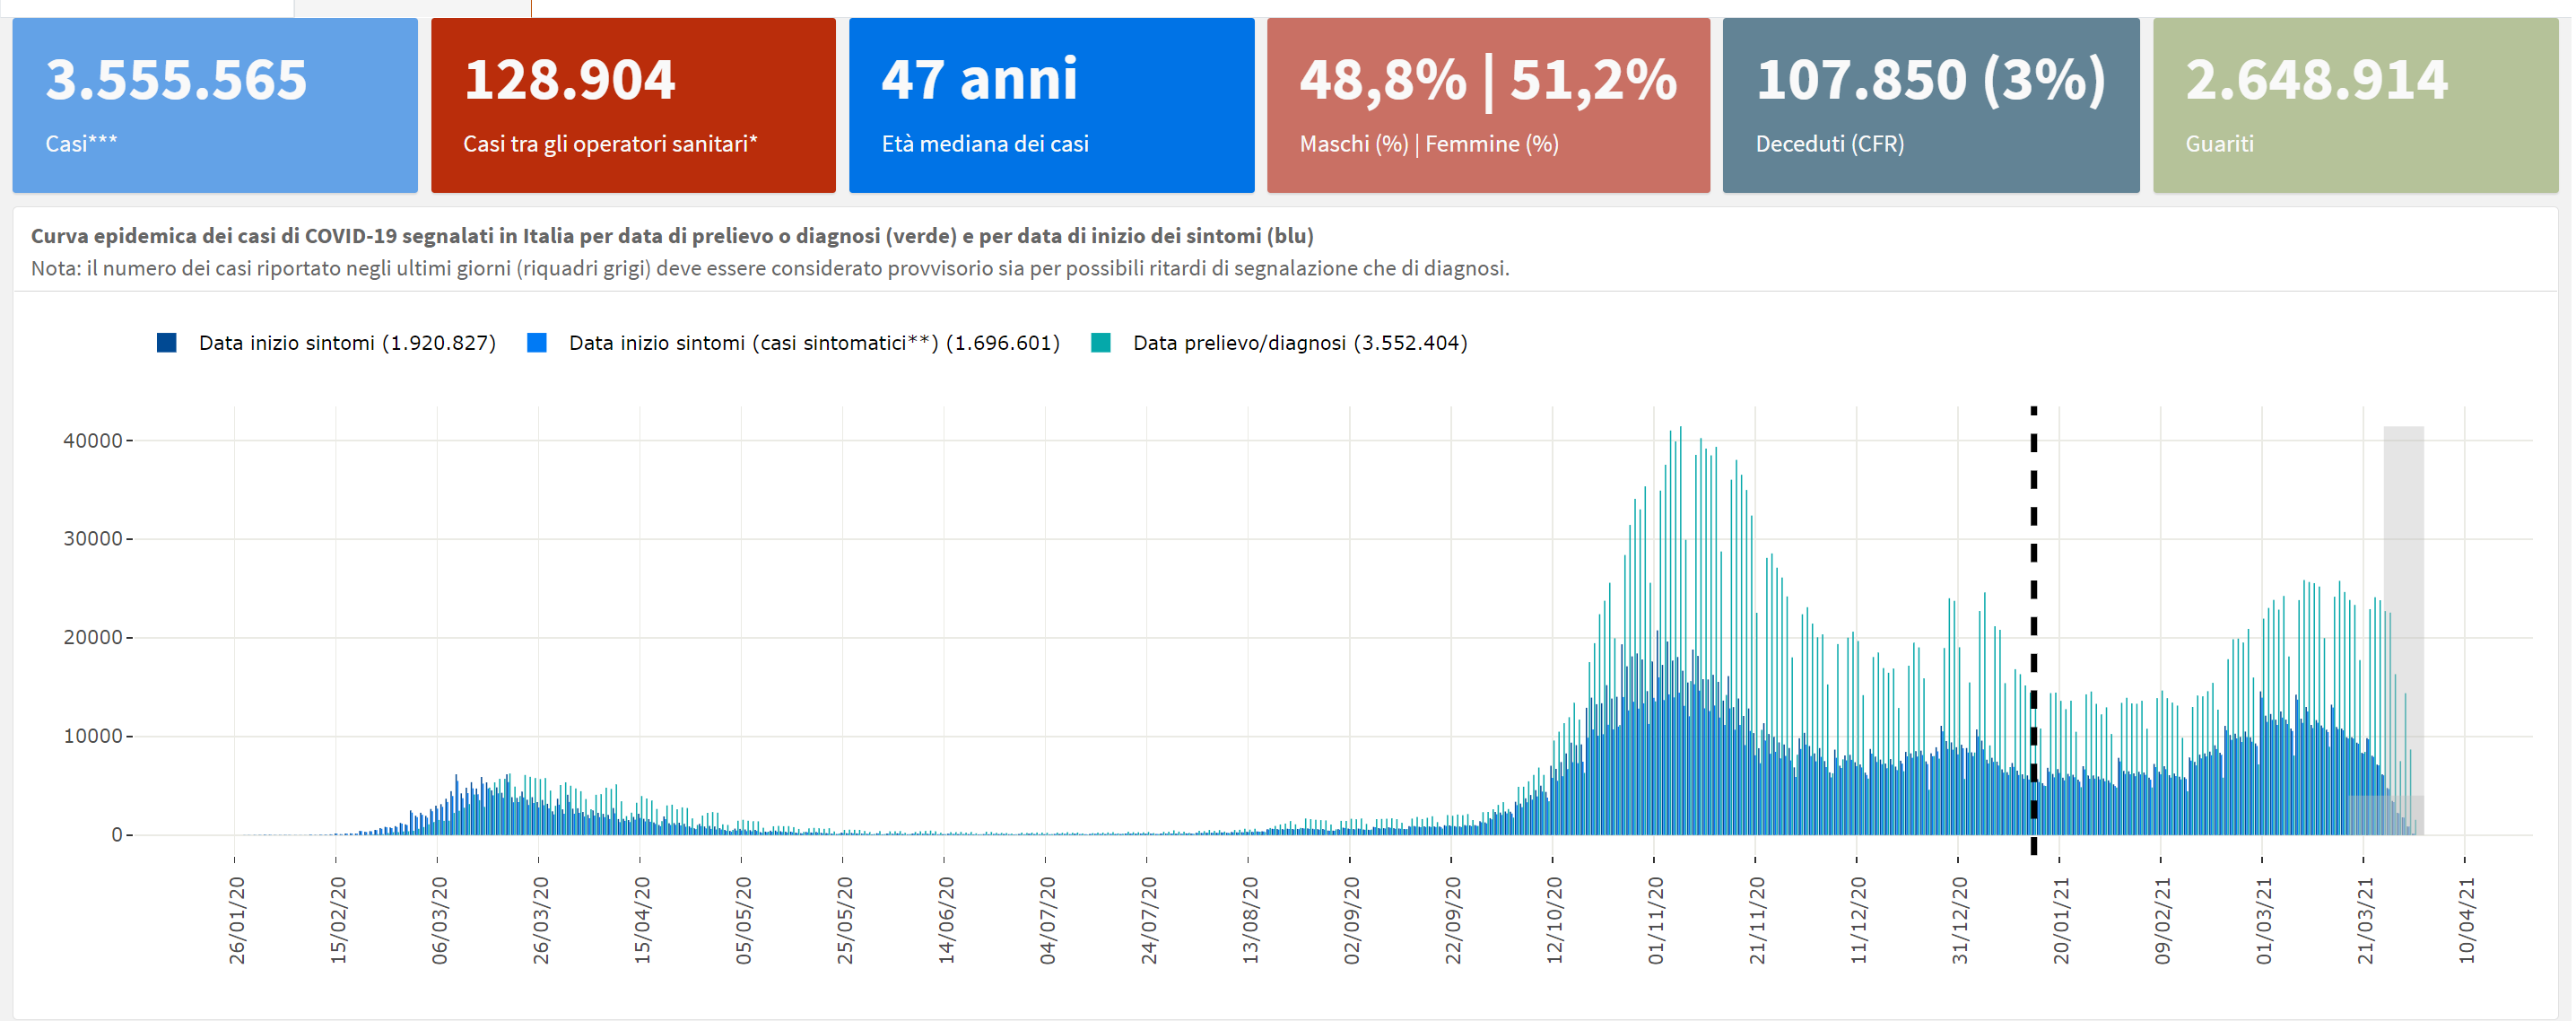 3.555.565
Casi***
128.904
Casi tra gli operatori sanitari*
47 anni
Età mediana dei casi
48,8% | 51,2%
Maschi (%) | Femmine (%)
107.850 (3%)
Deceduti (CFR)
2.648.914
Guariti
Curva epidemica dei casi di COVID-19 segnalati in Italia per data di prelievo o diagnosi (verde) e per data di inizio dei sintomi (blu)
Nota: il numero dei casi riportato negli ultimi giorni (riquadri grigi) deve essere considerato provvisorio sia per possibili ritardi di segnalazione che di diagnosi.
Data inizio sintomi (1.920.827)
Data inizio sintomi (casi sintomatici**) (1.696.601)
Data prelievo/diagnosi (3.552.404)
40000
30000
20000
10000
0
26/01/20
15/02/20
06/03/20
26/03/20
15/04/20
05/05/20
25/05/20
14/06/20
04/07/20
24/07/20
13/08/20
02/09/20
22/09/20
12/10/20
01/11/20
21/11/20
11/12/20
31/12/20
20/01/21
09/02/21
01/03/21
21/03/21
10/04/21